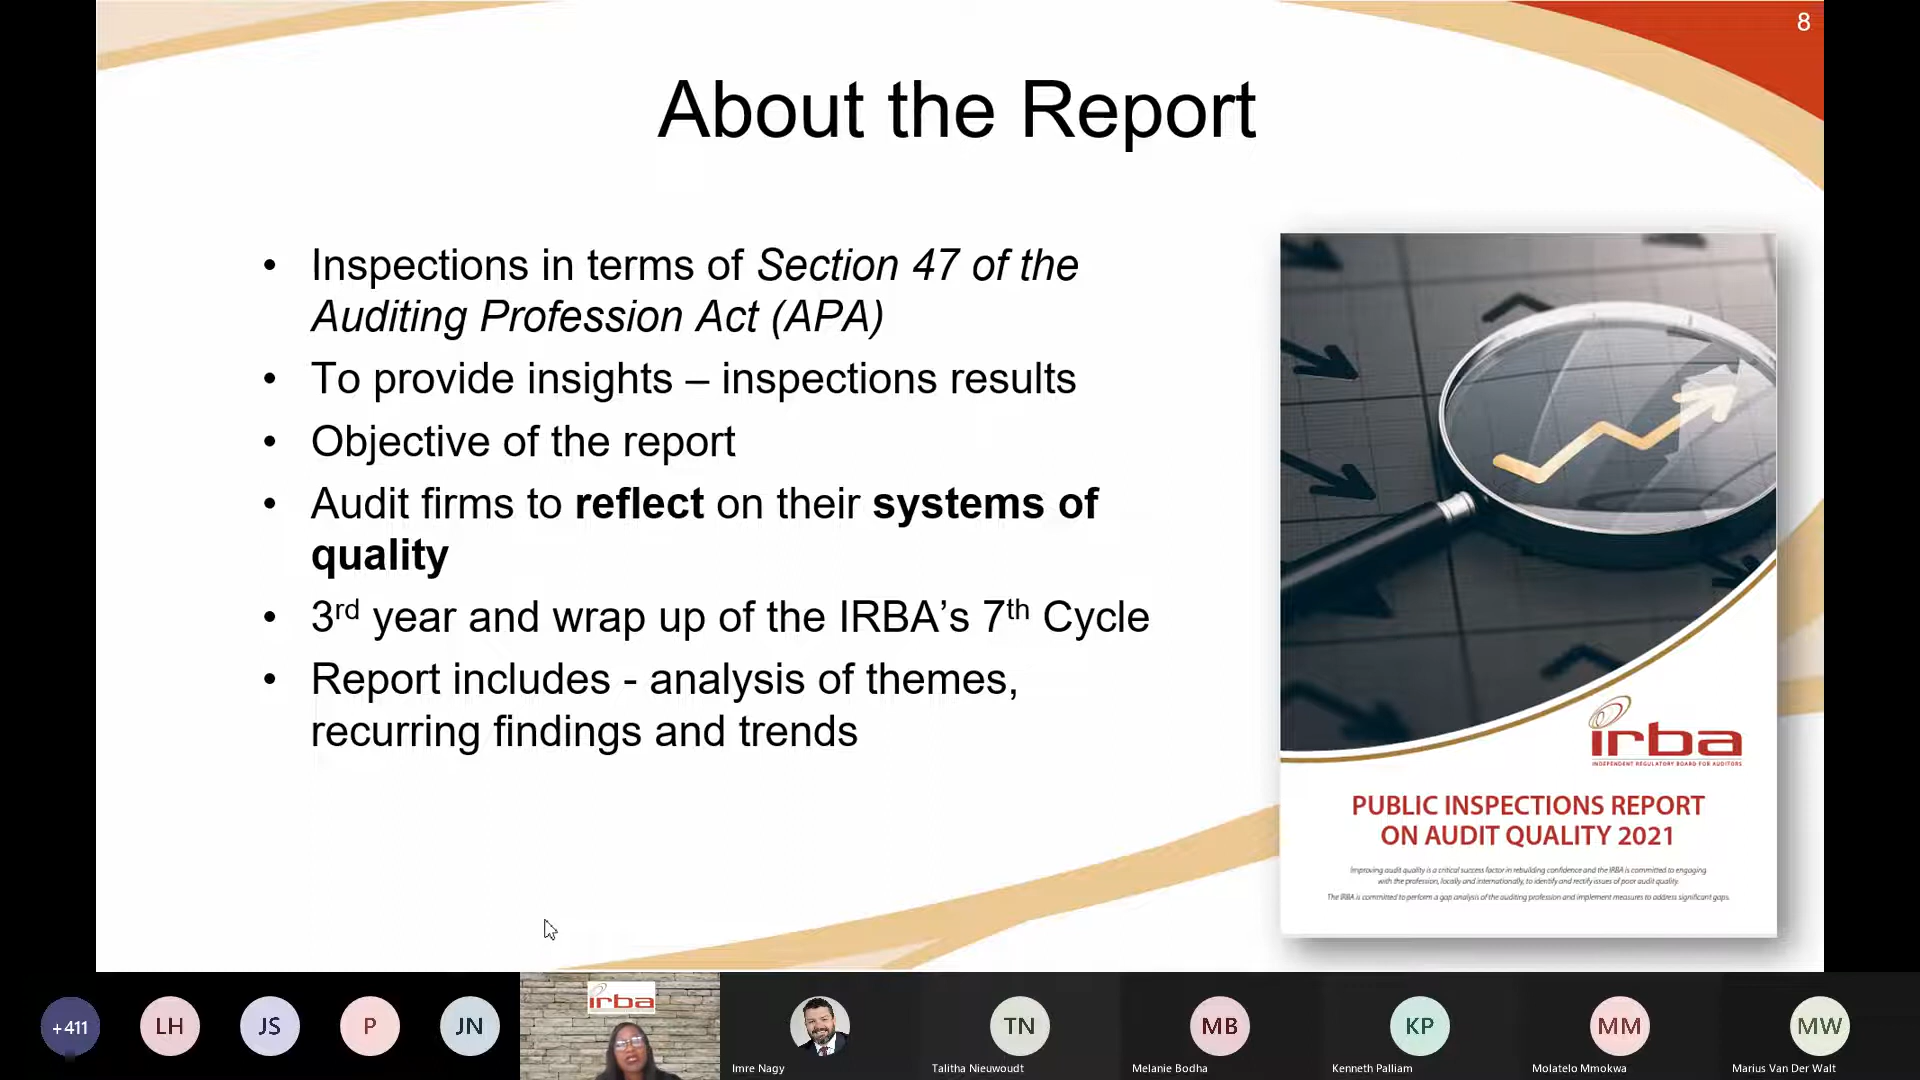 8
About the Report
• Inspections in terms of Section 47 of the
Auditing Profession Act (APA)
• To provide insights – inspections results
• Objective of the report
• Audit firms to reflect on their systems of
quality
• 3rd year and wrap up of the IRBA’s 7th Cycle
• Report includes - analysis of themes,
recurring findings and trends
irba
INDEPENDENT REGULATORY BOARD FOR AUDITORS
PUBLIC INSPECTIONS REPORT
ON AUDIT QUALITY 2021
Improving audit quality is a critical success factor in rebuilding confidence and the IRBA is committed to engaging
with the profession, locally and internationally, to identify and rectify issues of poor audit quality.
The IRBA is committed to perform a gap analysis of the auditing profession and implement measures to address significant gaps.
+411
LH
JS
P
JN
irba
Imre Nagy
TN
Talitha Nieuwoudt
MB
Melanie Bodha
KP
Kenneth Palliam
MM
Molatelo Mmokwa
MW
Marius Van Der Walt